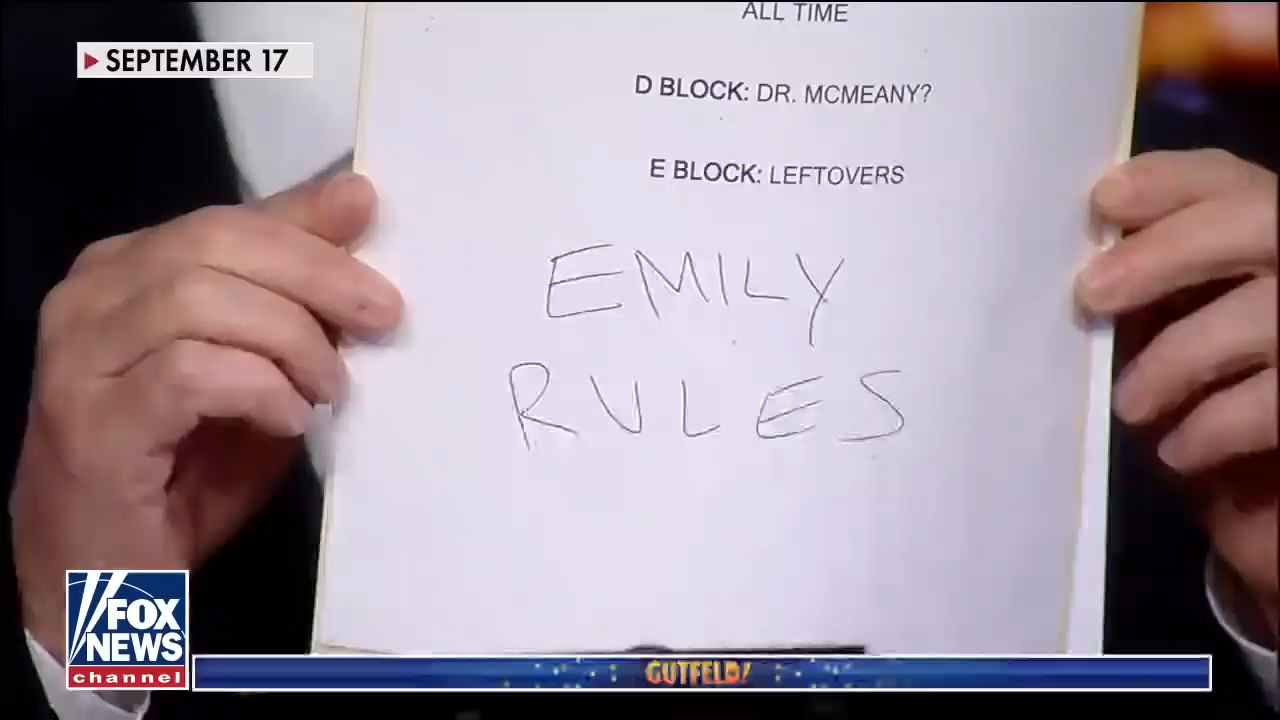 ALL TIME
SEPTEMBER 17
D BLOCK: DR. MCMEANY?
E BLOCK: LEFTOVERS
EMILY
RULES
FOX
NEWS
channel
GUTFELD!